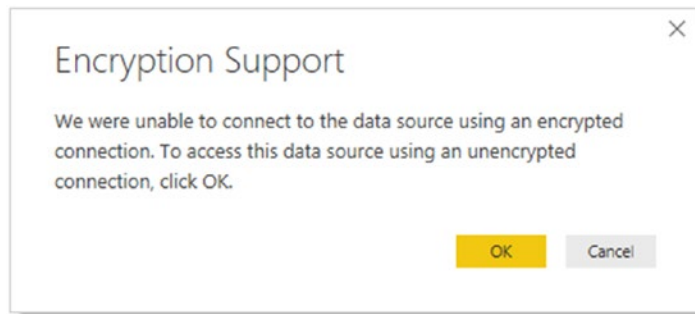 Encryption Support
We were unable to connect to the data source using an encrypted
connection. To access this data source using an unencrypted
connection, click OK.
OK Cancel